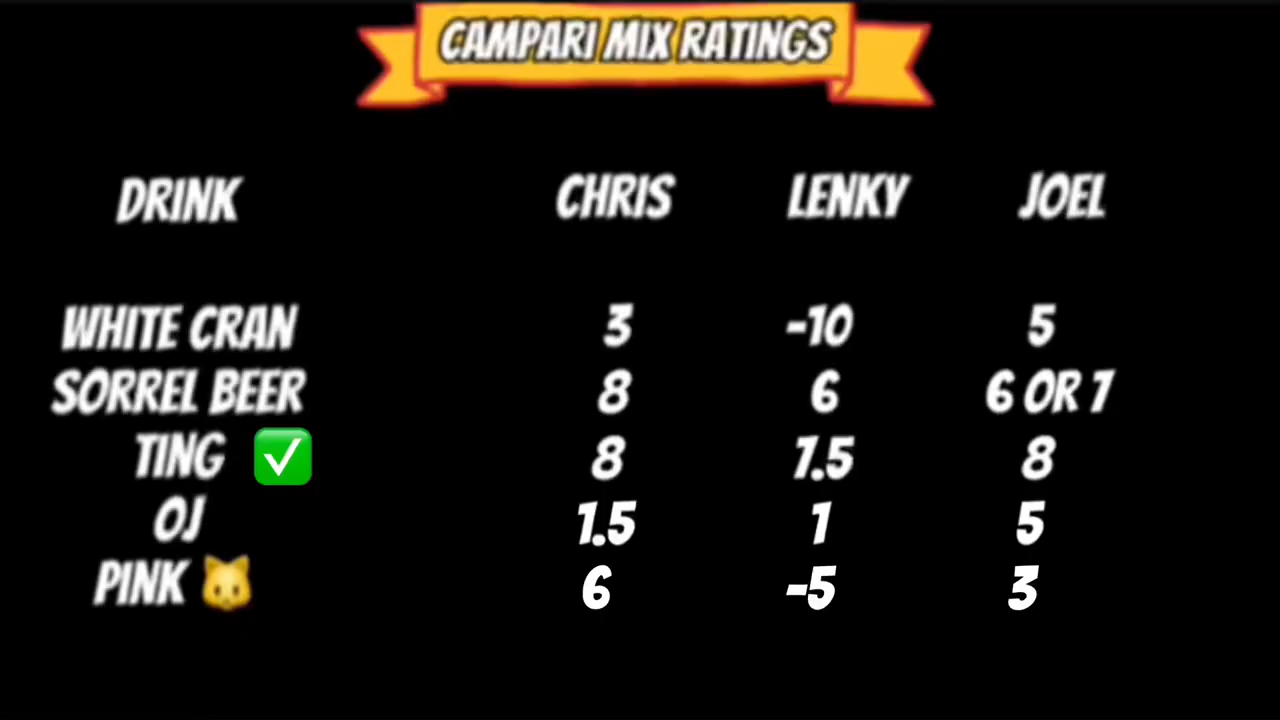 CAMPARI MIX RATINGS
DRINK CHRIS LENKY JOEL
WHITE CRAN 3 -10 5
SORREL BEER 8 6 6 OR 7
TING ✅ 8 7.5 8
OJ 1.5 1 5
PINK 🐱 6 -5 3